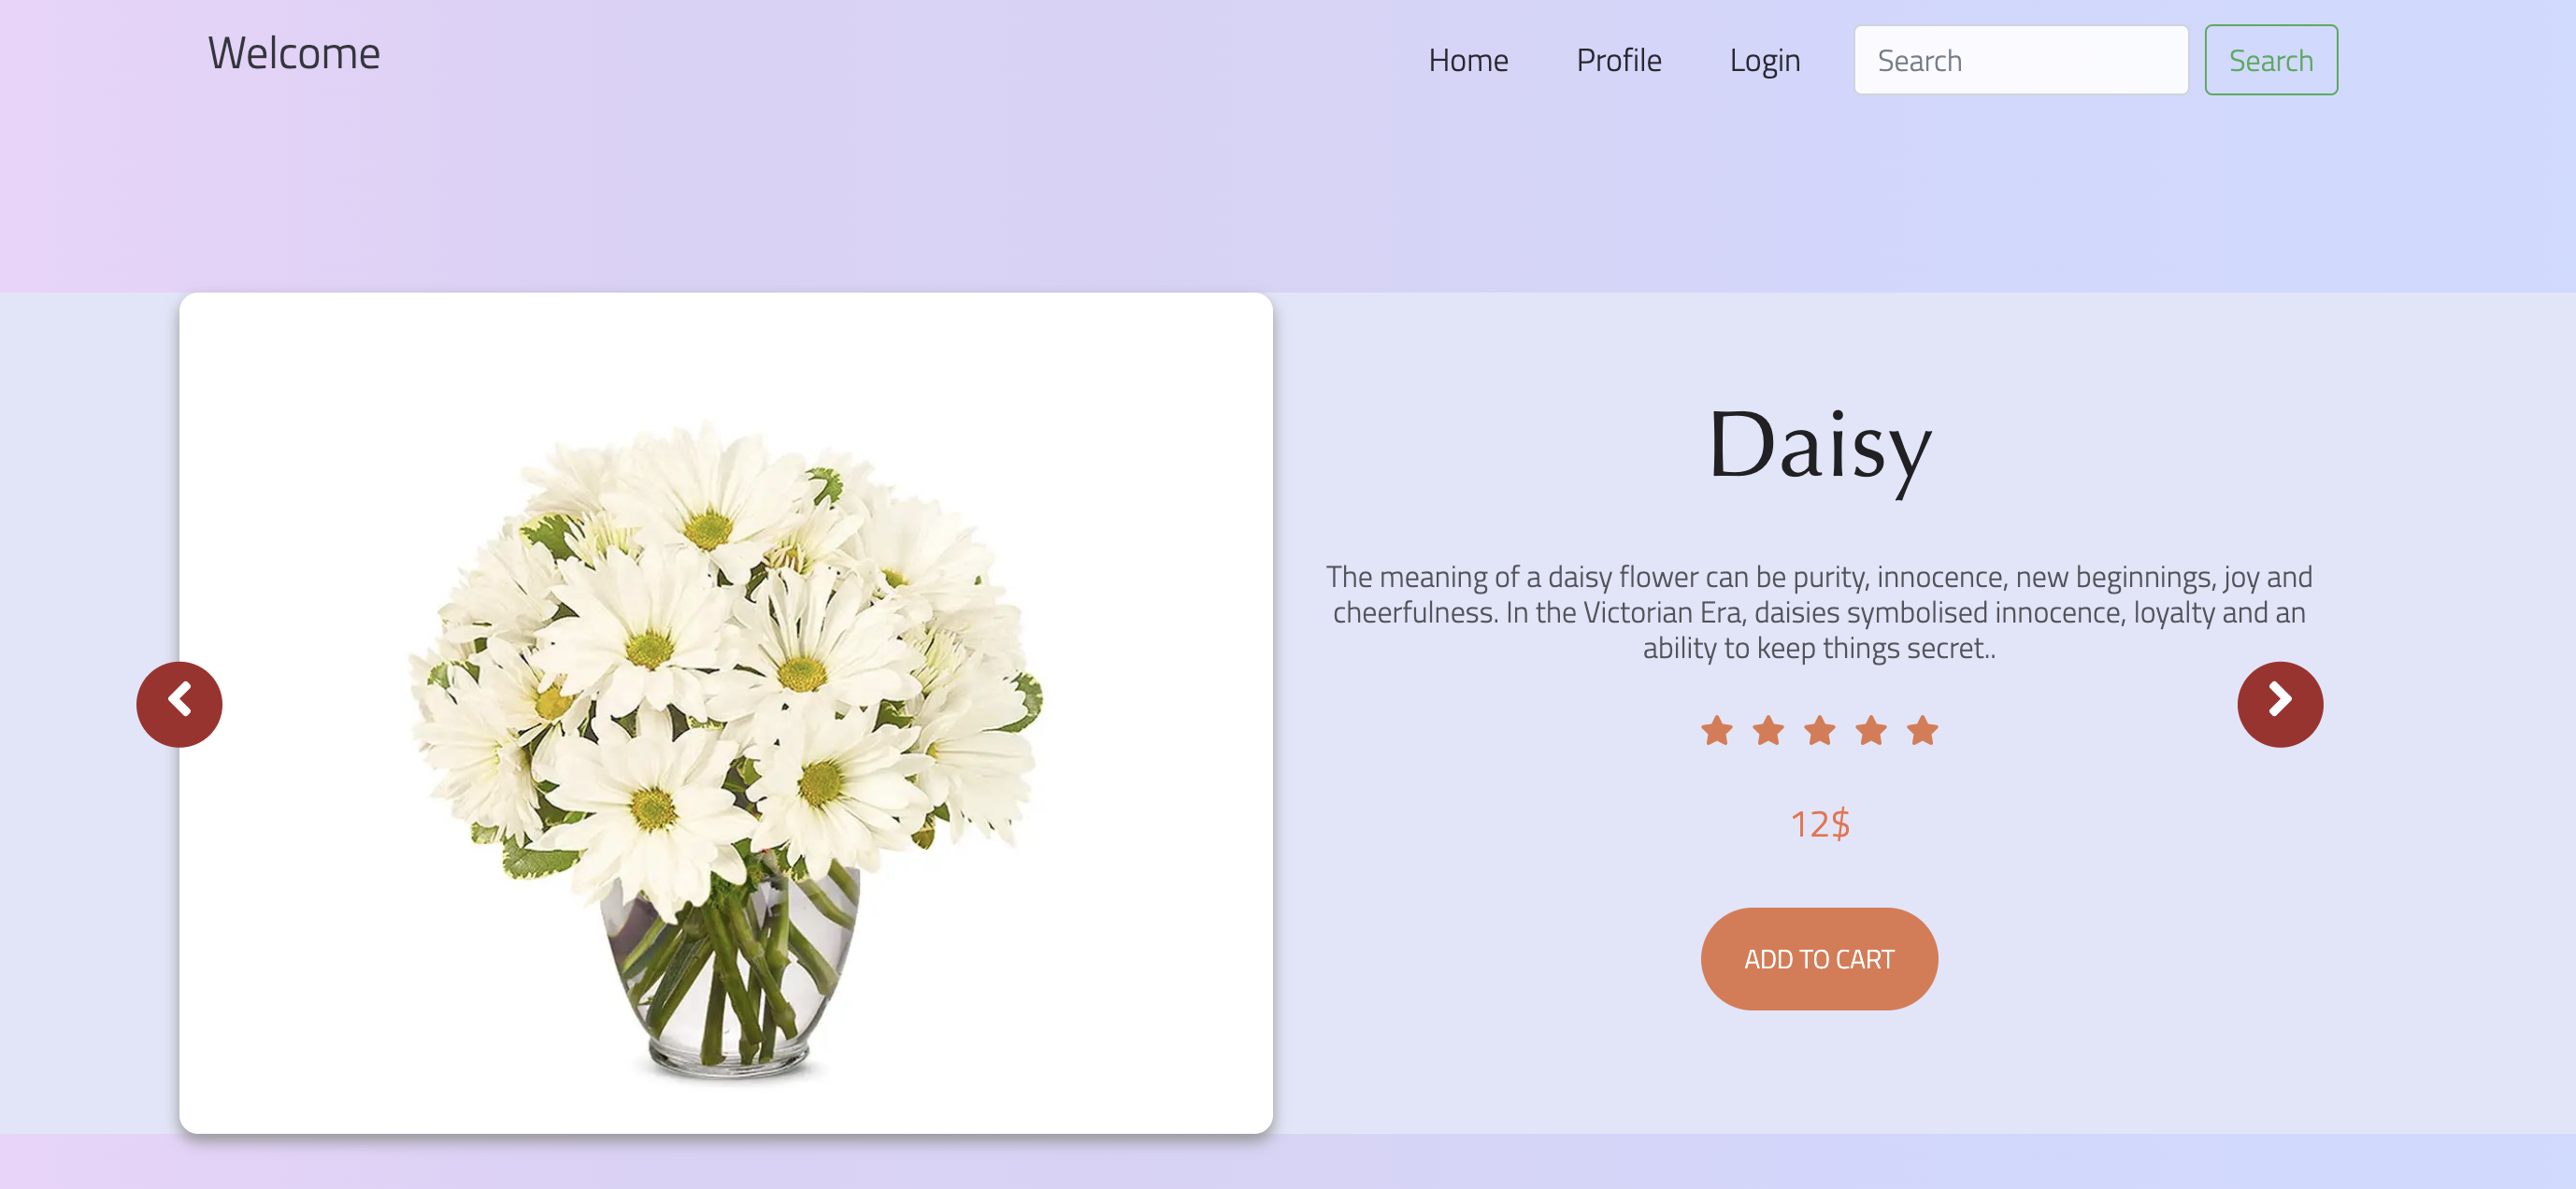 Welcome
Home
Profile
Login
Search
Search
Daisy
The meaning of a daisy flower can be purity, innocence, new beginnings, joy and
cheerfulness. In the Victorian Era, daisies symbolised innocence, loyalty and an
ability to keep things secret..
12$
ADD TO CART